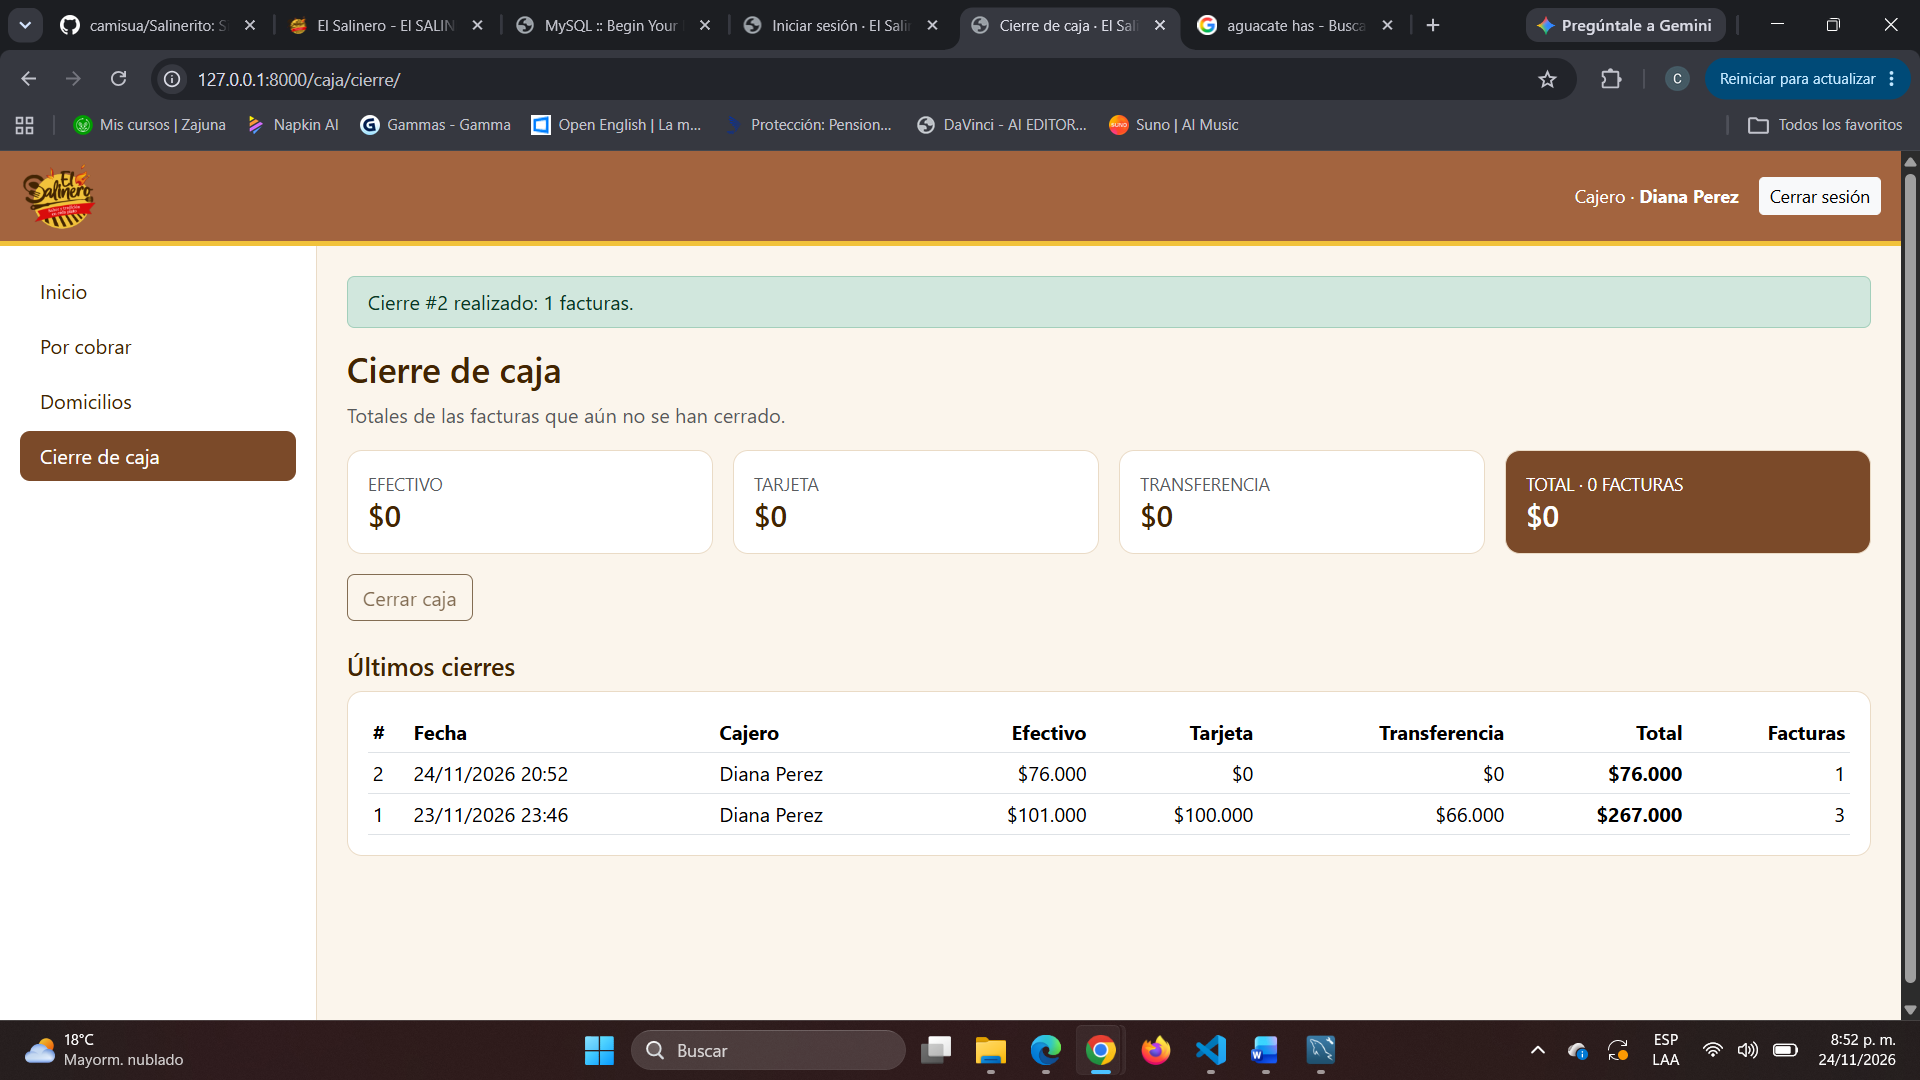 camisua/Salinerito: S
El Salinero - El SALIN
MySQL :: Begin Your
Iniciar sesión · El Salin
Cierre de caja · El Sali
aguacate has - Busca
Pregúntale a Gemini
127.0.0.1:8000/caja/cierre/
C
Reiniciar para actualizar
Mis cursos | Zajuna
Napkin AI
Gammas - Gamma
Open English | La m...
Protección: Pension...
DaVinci - AI EDITOR...
Suno | AI Music
Todos los favoritos
El
Salinero
Cajero · Diana Perez
Cerrar sesión
Inicio
Por cobrar
Domicilios
Cierre de caja
Cierre #2 realizado: 1 facturas.
Cierre de caja
Totales de las facturas que aún no se han cerrado.
EFECTIVO
$0
TARJETA
$0
TRANSFERENCIA
$0
TOTAL · 0 FACTURAS
$0
Cerrar caja
Últimos cierres
# Fecha Cajero Efectivo Tarjeta Transferencia Total Facturas
2 24/11/2026 20:52 Diana Perez $76.000 $0 $0 $76.000 1
1 23/11/2026 23:46 Diana Perez $101.000 $100.000 $66.000 $267.000 3
18°C
Mayorm. nublado
Buscar
ESP
LAA
8:52 p. m.
24/11/2026